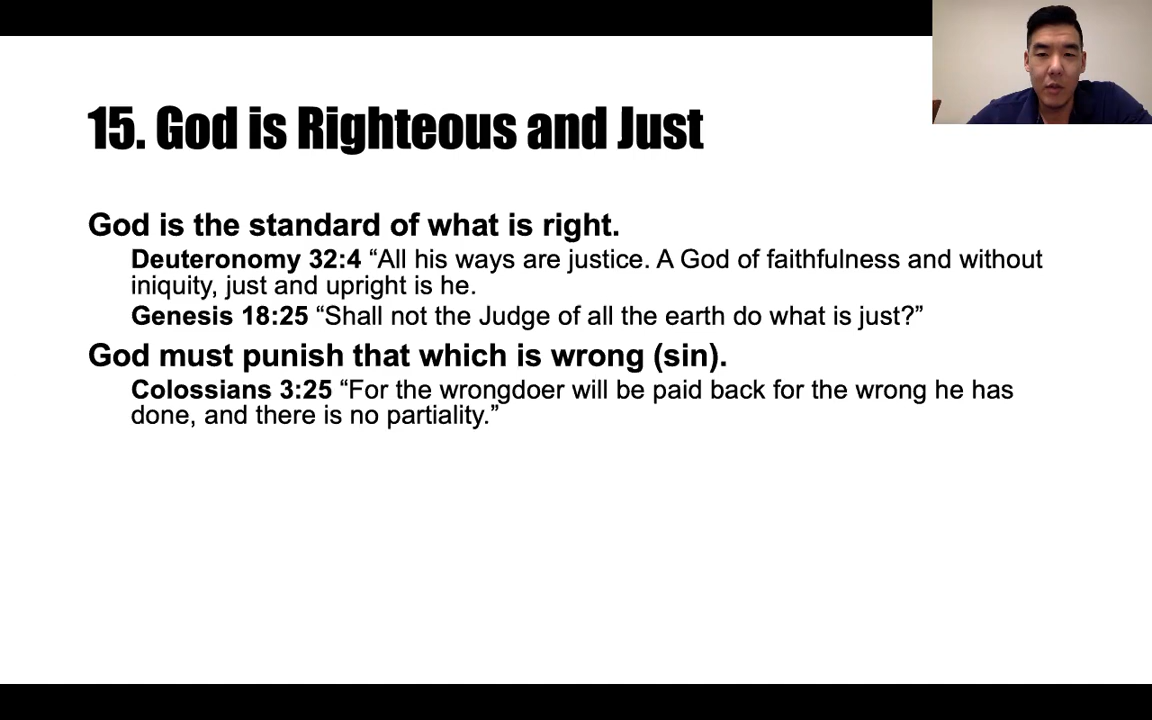 15. God is Righteous and Just
God is the standard of what is right.
Deuteronomy 32:4 “All his ways are justice. A God of faithfulness and without
iniquity, just and upright is he.
Genesis 18:25 “Shall not the Judge of all the earth do what is just?”
God must punish that which is wrong (sin).
Colossians 3:25 “For the wrongdoer will be paid back for the wrong he has
done, and there is no partiality.”